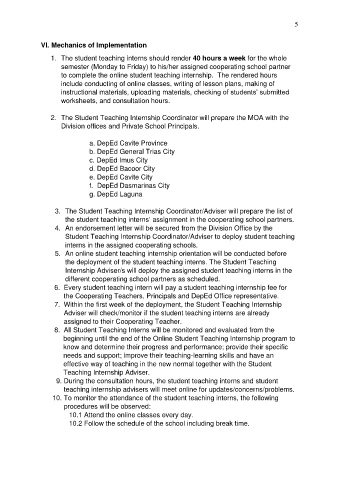 5
VI. Mechanics of Implementation
1. The student teaching interns should render 40 hours a week for the whole
semester (Monday to Friday) to his/her assigned cooperating school partner
to complete the online student teaching internship. The rendered hours
include conducting of online classes, writing of lesson plans, making of
instructional materials, uploading materials, checking of students' submitted
worksheets, and consultation hours.
2. The Student Teaching Internship Coordinator will prepare the MOA with the
Division offices and Private School Principals.
a. DepEd Cavite Province
b. DepEd General Trias City
c. DepEd Imus City
d. DepEd Bacoor City
e. DepEd Cavite City
f. DepEd Dasmarinas City
g. DepEd Laguna
3. The Student Teaching Internship Coordinator/Adviser will prepare the list of
the student teaching interns' assignment in the cooperating school partners.
4. An endorsement letter will be secured from the Division Office by the
Student Teaching Internship Coordinator/Adviser to deploy student teaching
interns in the assigned cooperating schools.
5. An online student teaching internship orientation will be conducted before
the deployment of the student teaching interns. The Student Teaching
Internship Adviser/s will deploy the assigned student teaching interns in the
different cooperating school partners as scheduled.
6. Every student teaching intern will pay a student teaching internship fee for
the Cooperating Teachers, Principals and DepEd Office representative.
7. Within the first week of the deployment, the Student Teaching Internship
Adviser will check/monitor if the student teaching interns are already
assigned to their Cooperating Teacher.
8. All Student Teaching Interns will be monitored and evaluated from the
beginning until the end of the Online Student Teaching Internship program to
know and determine their progress and performance; provide their specific
needs and support; improve their teaching-learning skills and have an
effective way of teaching in the new normal together with the Student
Teaching Internship Adviser.
9. During the consultation hours, the student teaching interns and student
teaching internship advisers will meet online for updates/concerns/problems.
10. To monitor the attendance of the student teaching interns, the following
procedures will be observed:
10.1 Attend the online classes every day.
10.2 Follow the schedule of the school including break time.